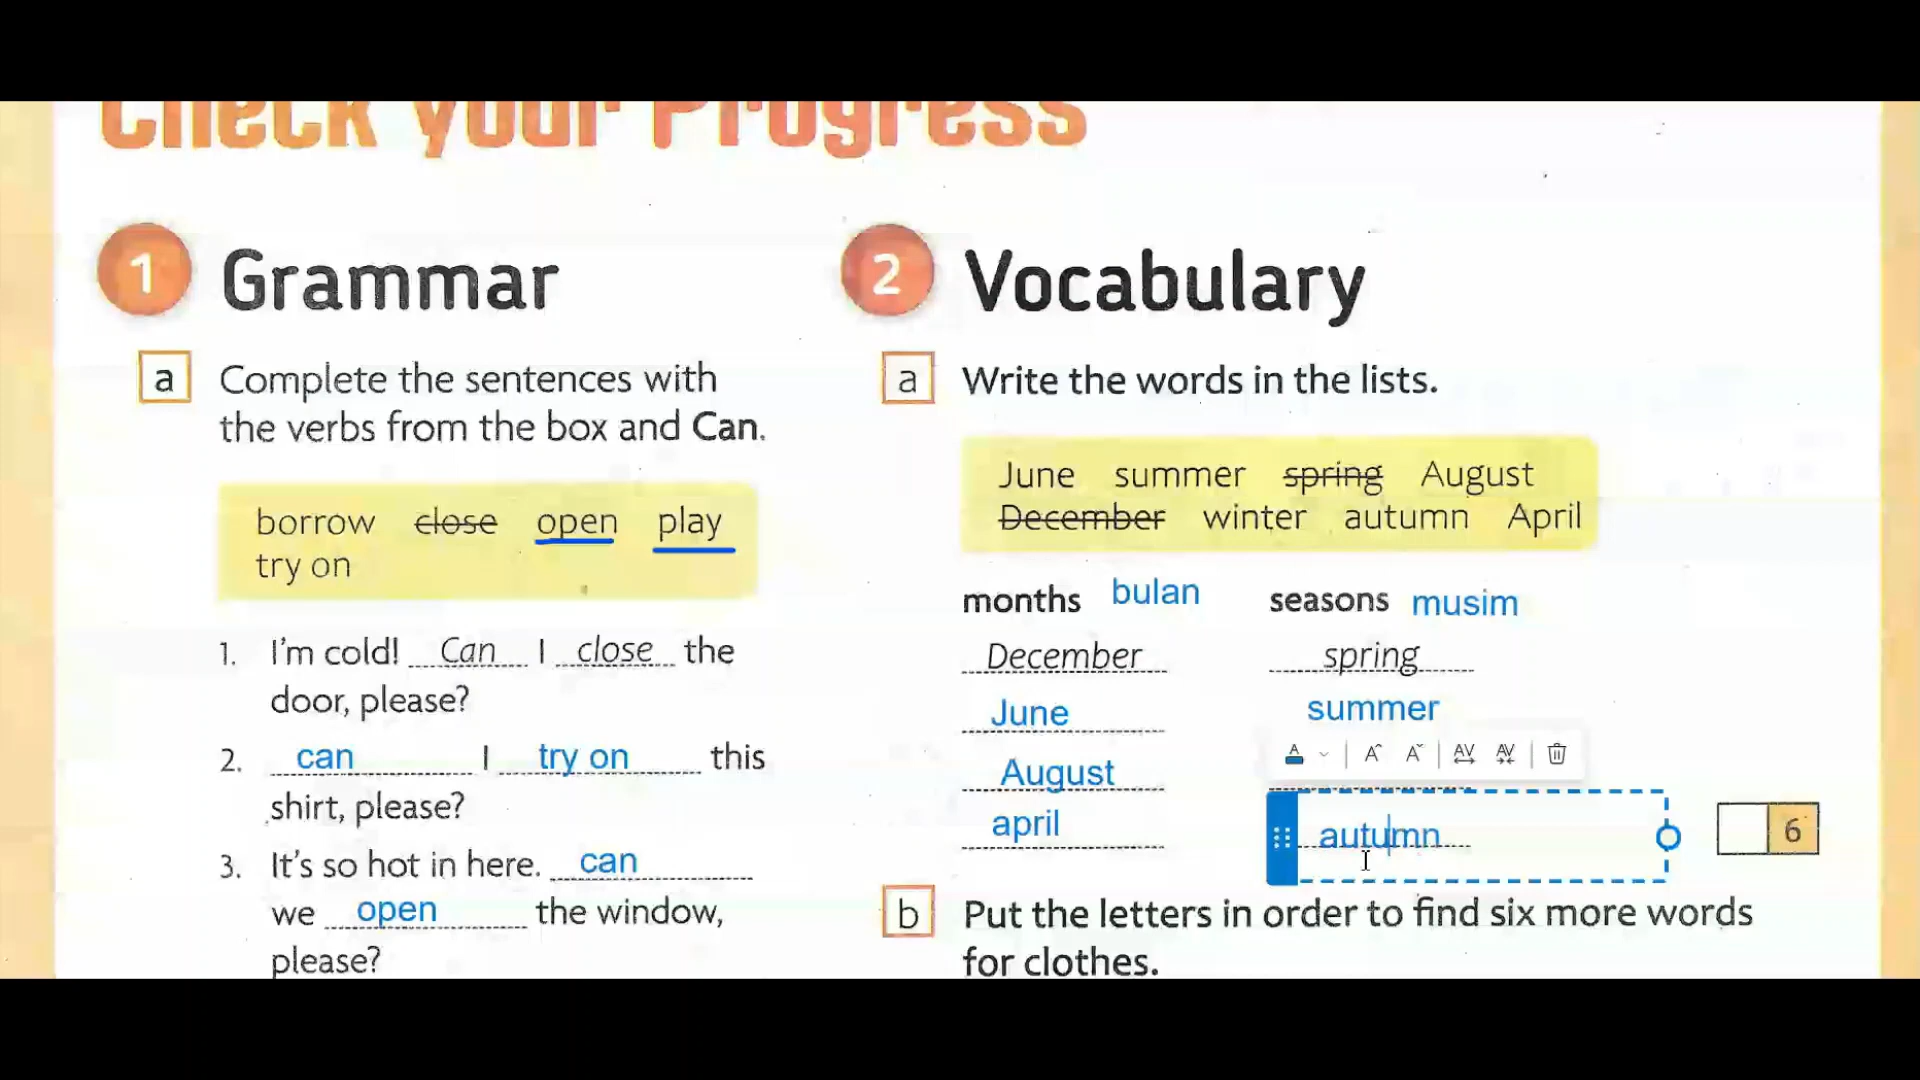 Check your Progress
1 Grammar
a Complete the sentences with
the verbs from the box and Can.
borrow close open play
try on
1. I'm cold! Can I close the
door, please?
2. can I try on this
shirt, please?
3. It's so hot in here. can
we open the window,
please?
2 Vocabulary
a Write the words in the lists.
June summer spring August
December winter autumn April
months bulan seasons musim
December spring
June summer
August
april autumn
6
b Put the letters in order to find six more words
for clothes.